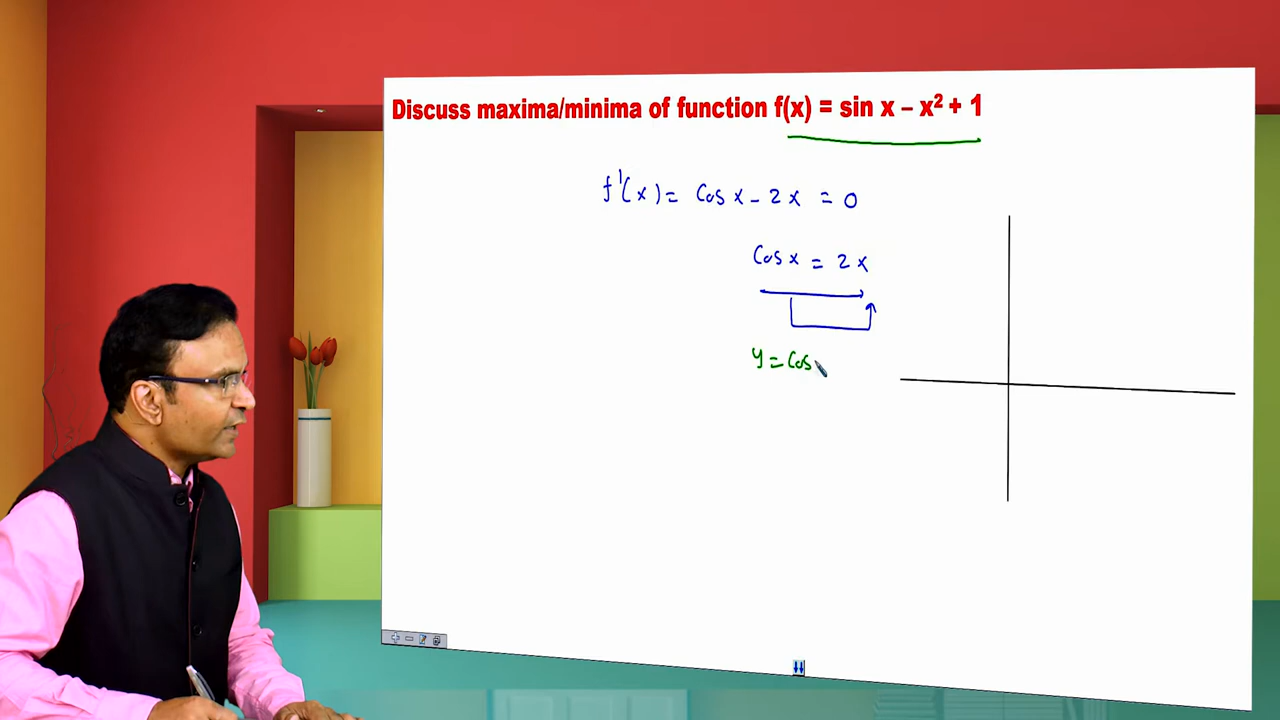 Discuss maxima/minima of function f(x) = sin x – x² + 1
f'(x) = Cos x - 2x = 0
Cos x = 2x
y = Cos